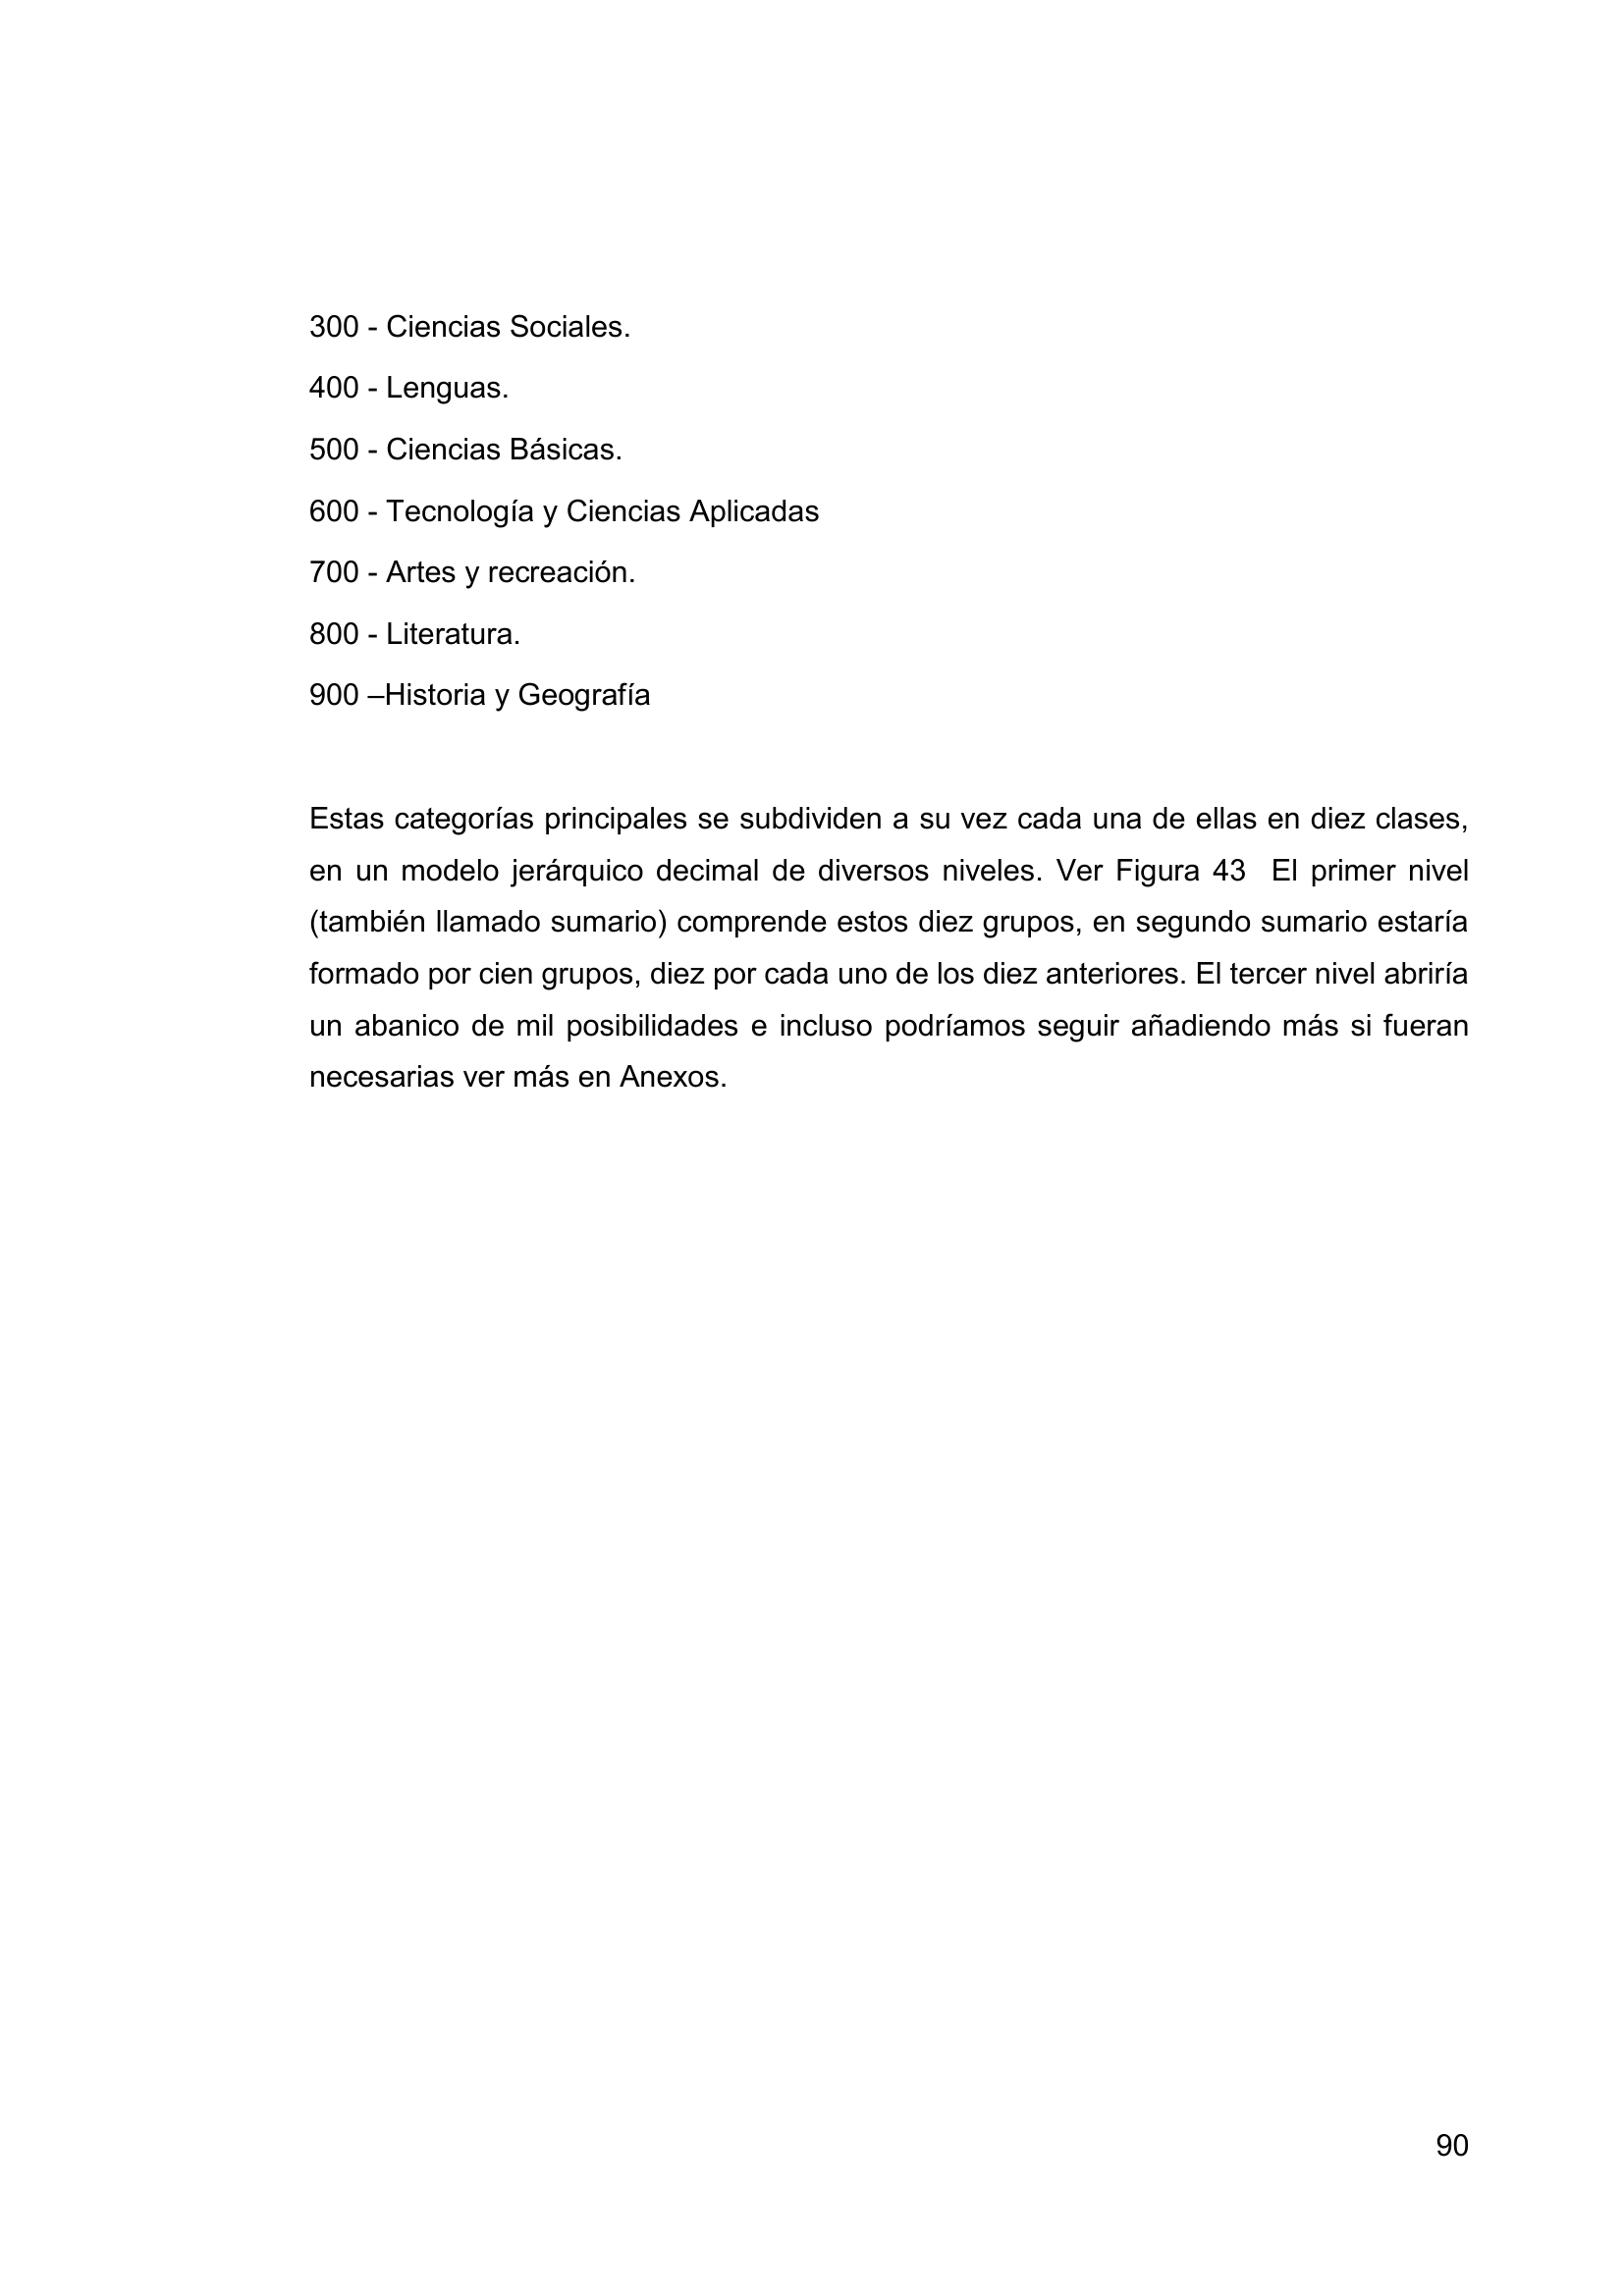 300 - Ciencias Sociales.
400 - Lenguas.
500 - Ciencias Básicas.
600 - Tecnología y Ciencias Aplicadas
700 - Artes y recreación.
800 - Literatura.
900 –Historia y Geografía
Estas categorías principales se subdividen a su vez cada una de ellas en diez clases,
en un modelo jerárquico decimal de diversos niveles. Ver Figura 43  El primer nivel
(también llamado sumario) comprende estos diez grupos, en segundo sumario estaría
formado por cien grupos, diez por cada uno de los diez anteriores. El tercer nivel abriría
un abanico de mil posibilidades e incluso podríamos seguir añadiendo más si fueran
necesarias ver más en Anexos.
90